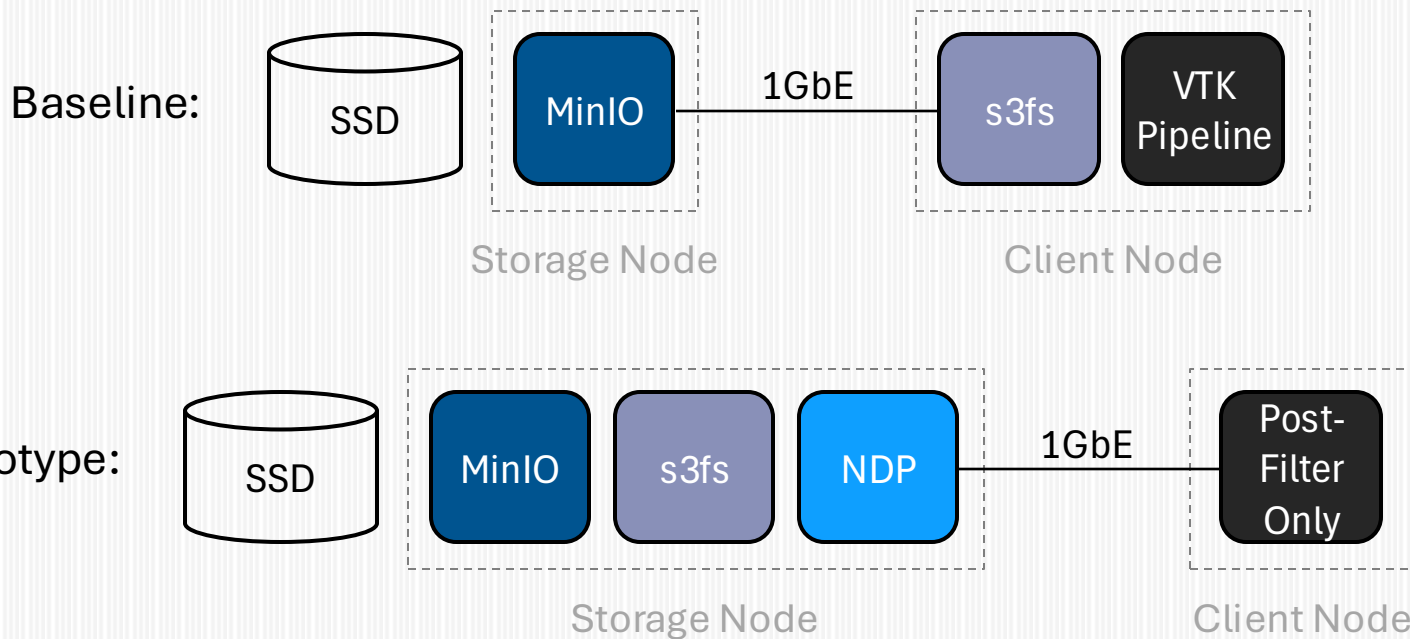 Baseline:
SSD
MinIO
1GbE
s3fs
VTK
Pipeline
Storage Node
Client Node
otype:
SSD
MinIO
s3fs
NDP
1GbE
Post-
Filter
Only
Storage Node
Client Node